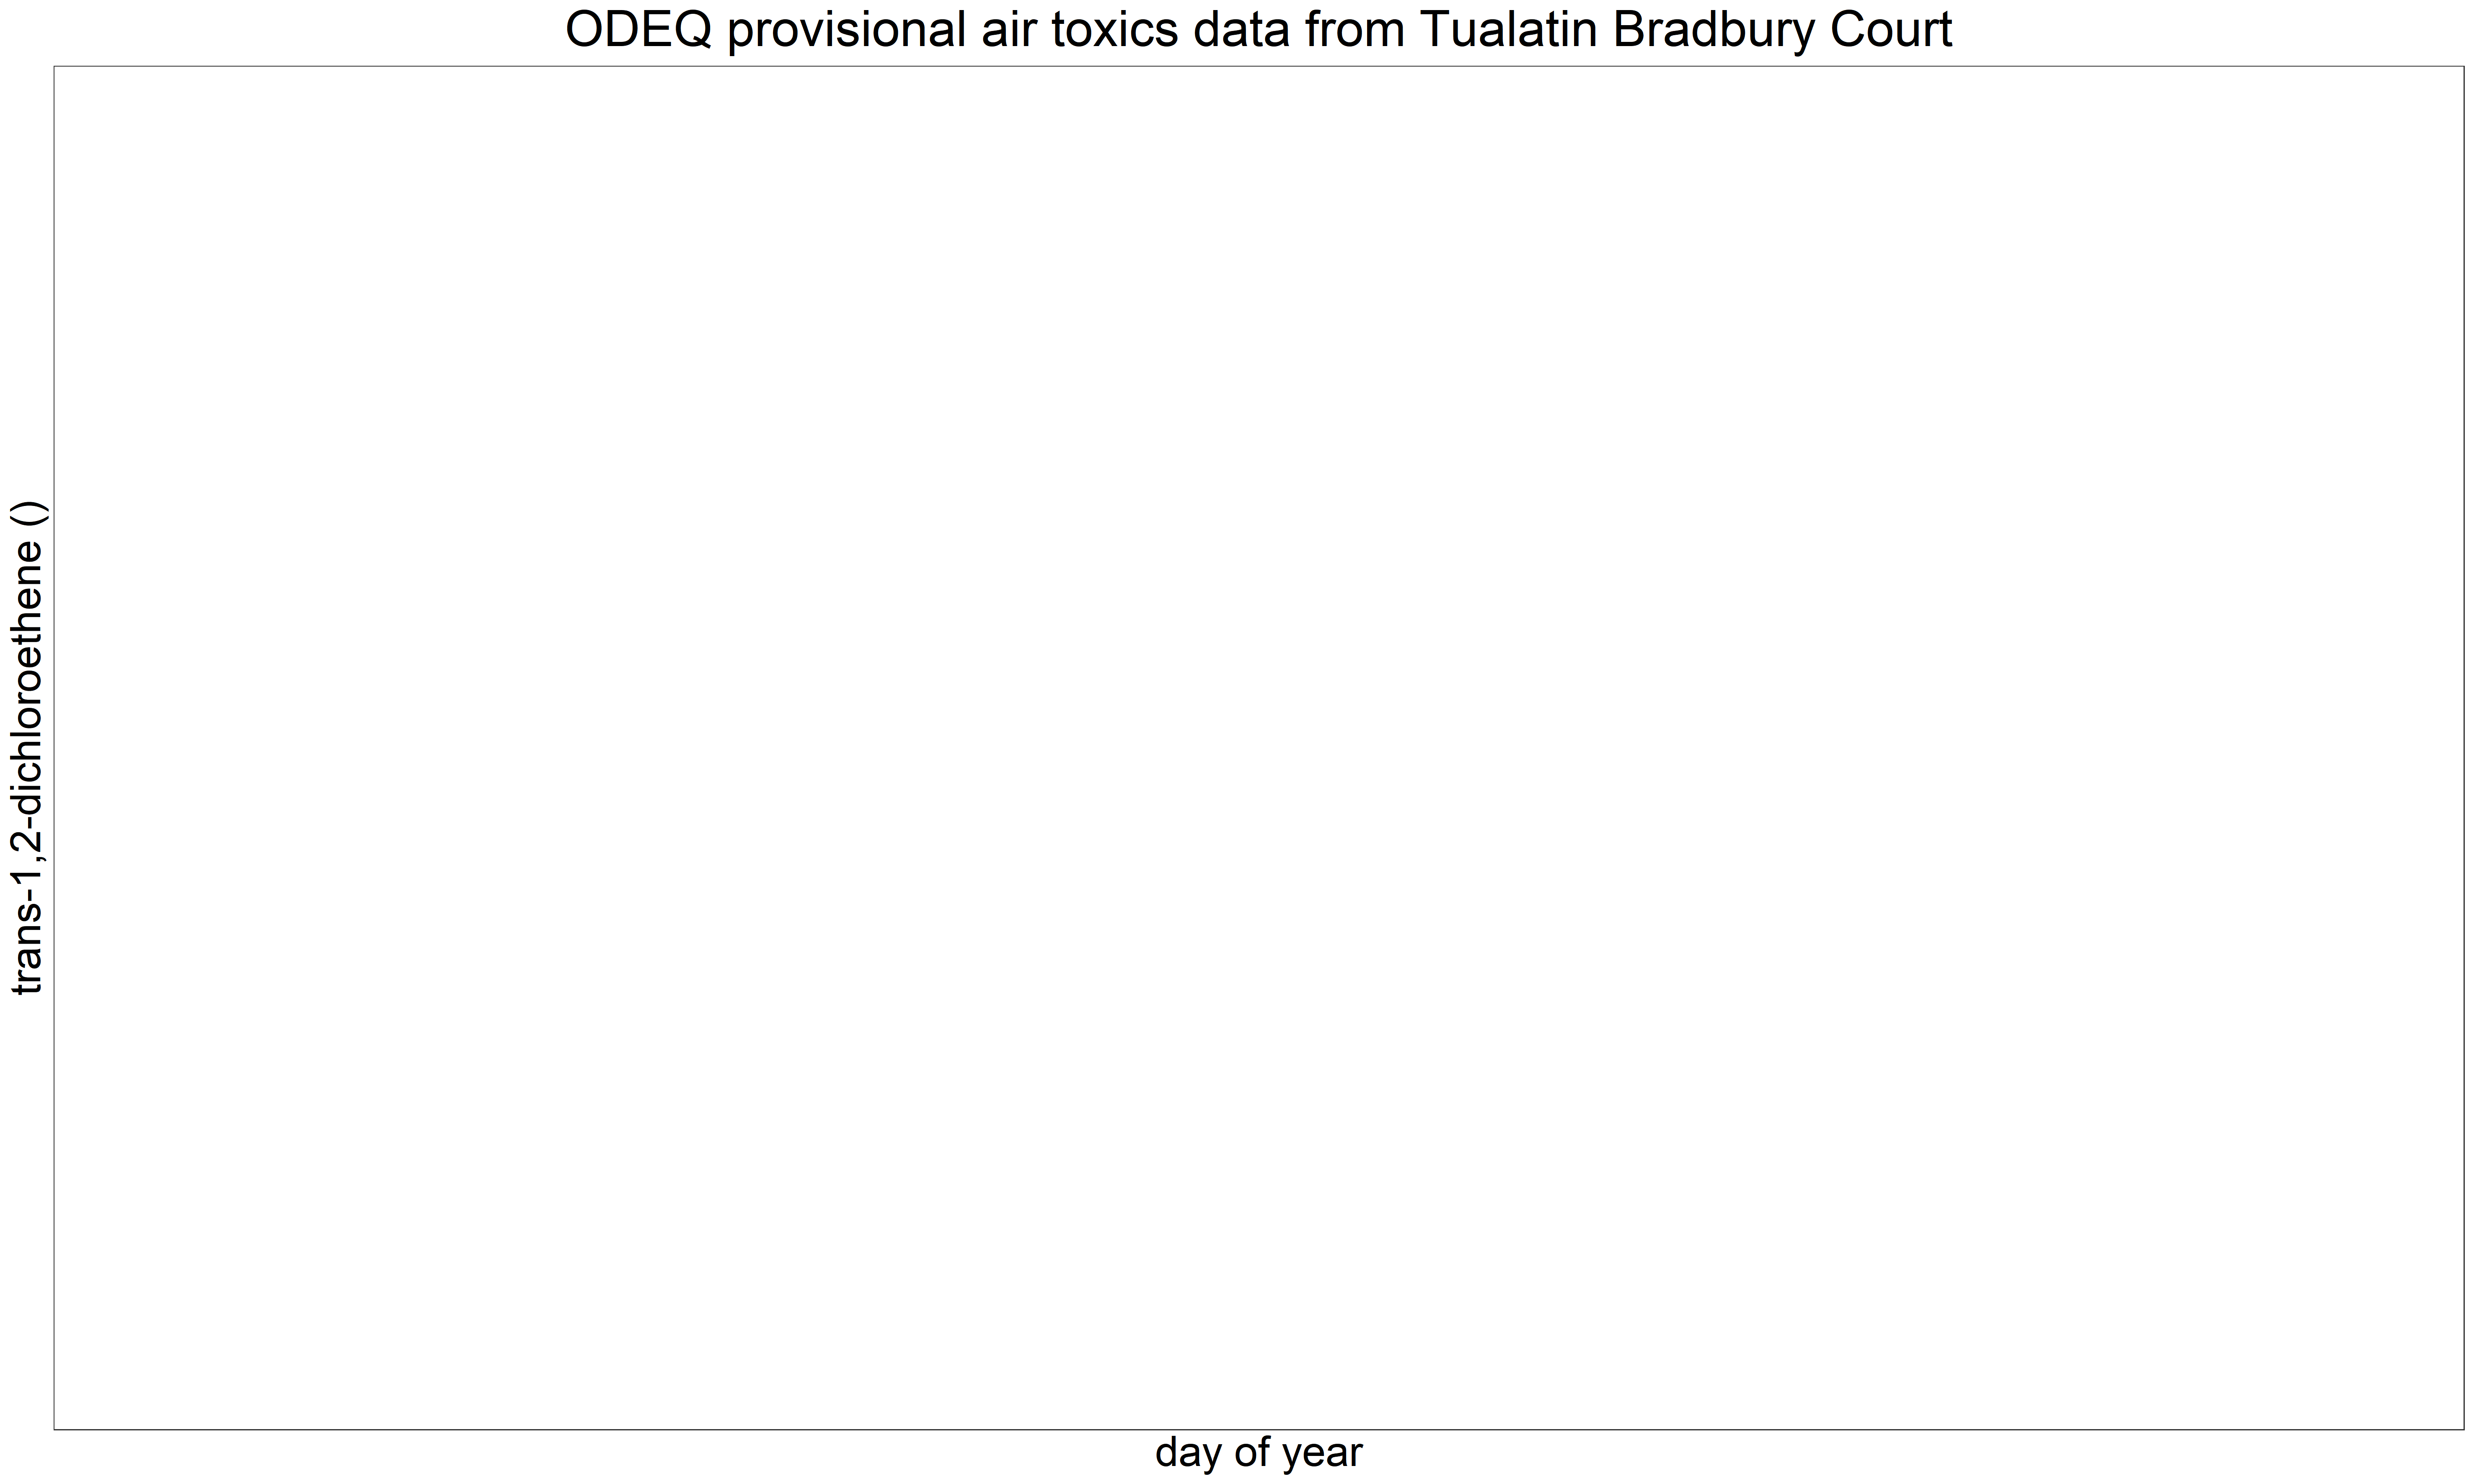 ODEQ provisional air toxics data from Tualatin Bradbury Court
trans-1,2-dichloroethene ()
day of year